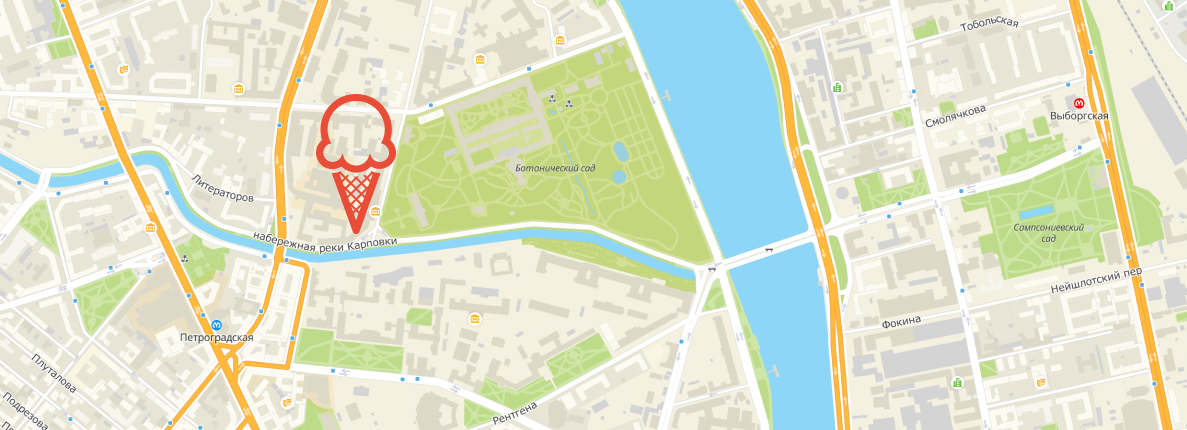 Тобольская
Смолячкова
Выборгская
Ботанический сад
Литераторов
набережная реки Карповки
Сампсониевский
сад
Нейшлотский пер
Фокина
Петроградская
Плуталова
Подрезова
Рентгена